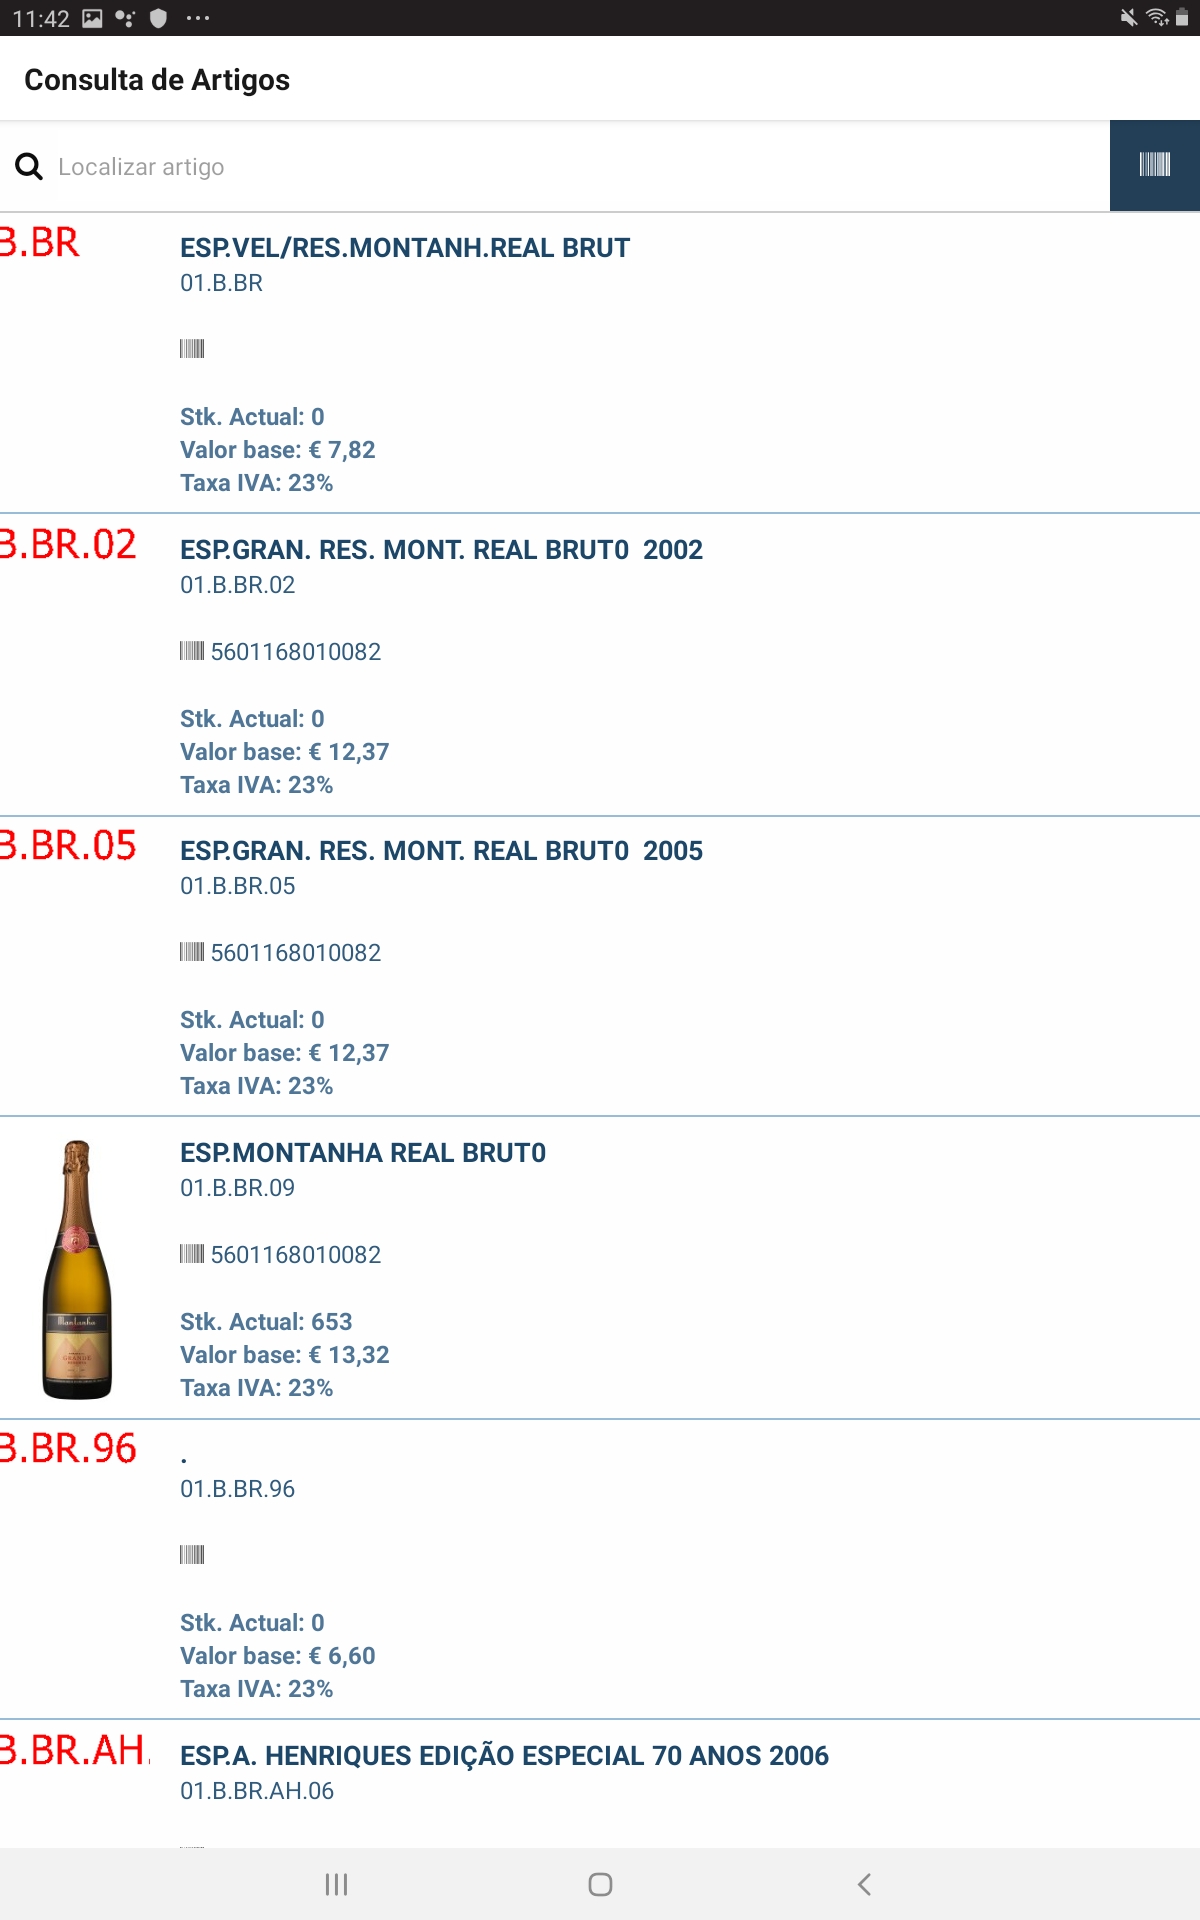 11:42
Consulta de Artigos
Localizar artigo
B.BR
ESP.VEL/RES.MONTANH.REAL BRUT
01.B.BR
Stk. Actual: 0
Valor base: € 7,82
Taxa IVA: 23%
B.BR.02
ESP.GRAN. RES. MONT. REAL BRUT0  2002
01.B.BR.02
5601168010082
Stk. Actual: 0
Valor base: € 12,37
Taxa IVA: 23%
B.BR.05
ESP.GRAN. RES. MONT. REAL BRUT0  2005
01.B.BR.05
5601168010082
Stk. Actual: 0
Valor base: € 12,37
Taxa IVA: 23%
Montanha
GRANDE
ESP.MONTANHA REAL BRUT0
01.B.BR.09
5601168010082
Stk. Actual: 653
Valor base: € 13,32
Taxa IVA: 23%
B.BR.96
.
01.B.BR.96
Stk. Actual: 0
Valor base: € 6,60
Taxa IVA: 23%
B.BR.AH.
ESP.A. HENRIQUES EDIÇÃO ESPECIAL 70 ANOS 2006
01.B.BR.AH.06